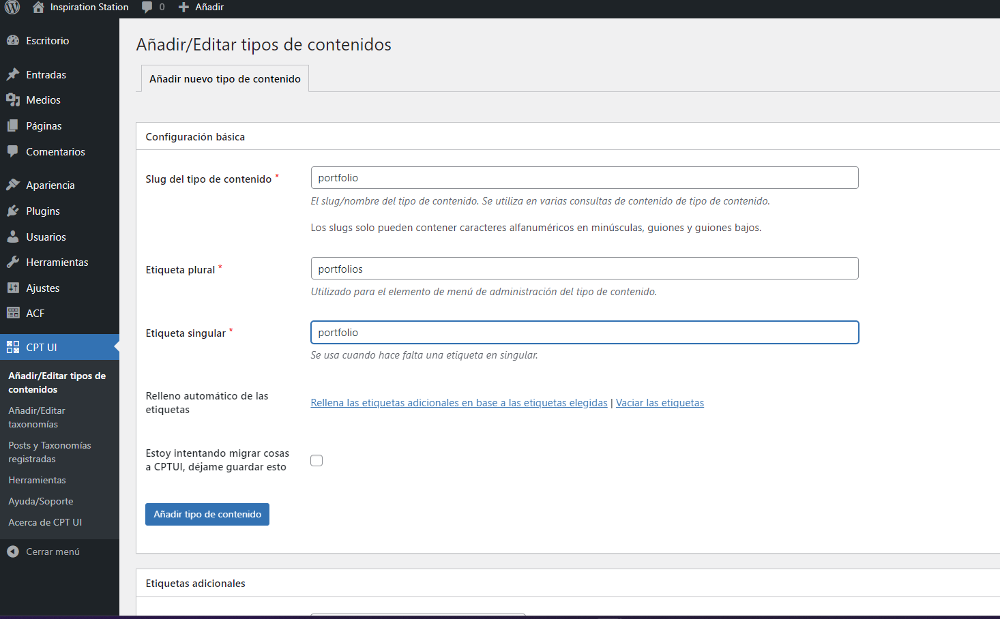 Inspiration Station 0 Añadir
Escritorio
Entradas
Medios
Páginas
Comentarios
Apariencia
Plugins
Usuarios
Herramientas
Ajustes
ACF
CPT UI
Añadir/Editar tipos de
contenidos
Añadir/Editar
taxonomías
Posts y Taxonomías
registradas
Herramientas
Ayuda/Soporte
Acerca de CPT UI
Cerrar menú
Añadir/Editar tipos de contenidos
Añadir nuevo tipo de contenido
Configuración básica
Slug del tipo de contenido *
portfolio
El slug/nombre del tipo de contenido. Se utiliza en varias consultas de contenido de tipo de contenido.
Los slugs solo pueden contener caracteres alfanuméricos en minúsculas, guiones y guiones bajos.
Etiqueta plural *
portfolios
Utilizado para el elemento de menú de administración del tipo de contenido.
Etiqueta singular *
portfolio
Se usa cuando hace falta una etiqueta en singular.
Relleno automático de las
etiquetas
Rellena las etiquetas adicionales en base a las etiquetas elegidas | Vaciar las etiquetas
Estoy intentando migrar cosas
a CPTUI, déjame guardar esto
Añadir tipo de contenido
Etiquetas adicionales